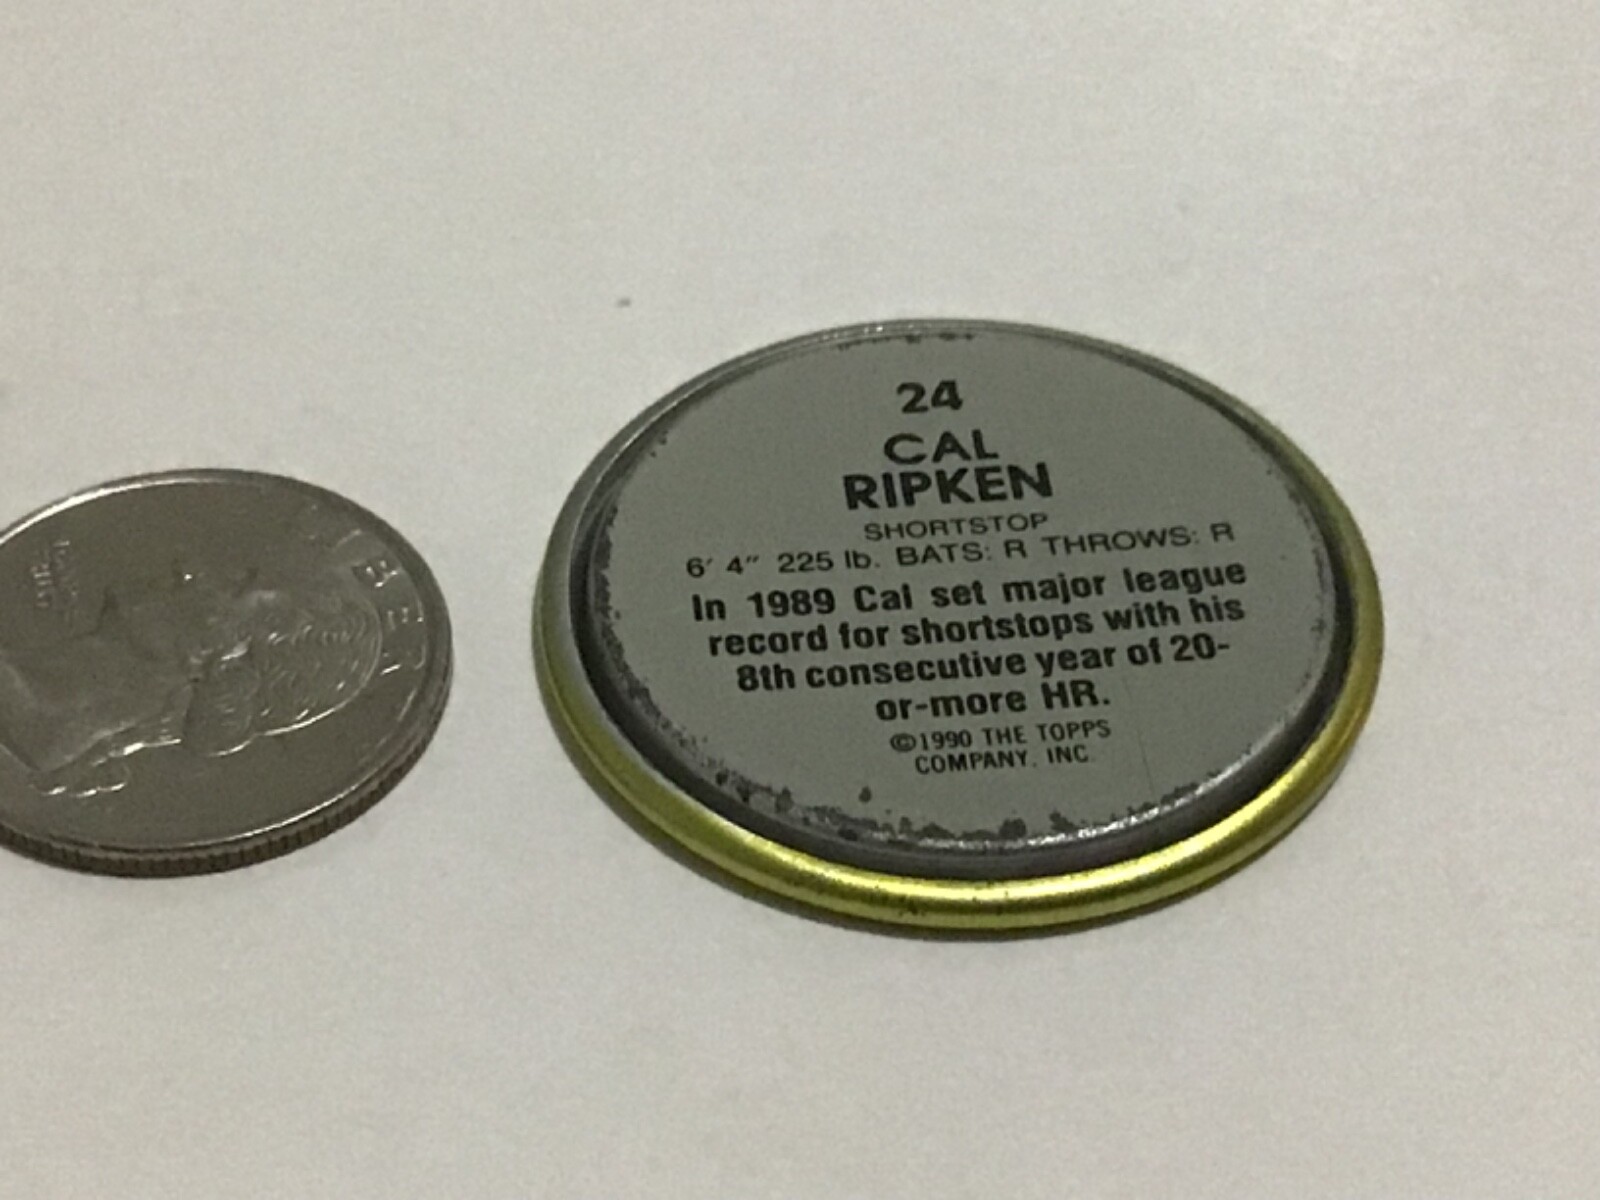 24
CAL
RIPKEN
SHORTSTOP
6' 4" 225 lb. BATS: R THROWS: R
In 1989 Cal set major league
record for shortstops with his
8th consecutive year of 20-
or-more HR.
©1990 THE TOPPS
COMPANY, INC.